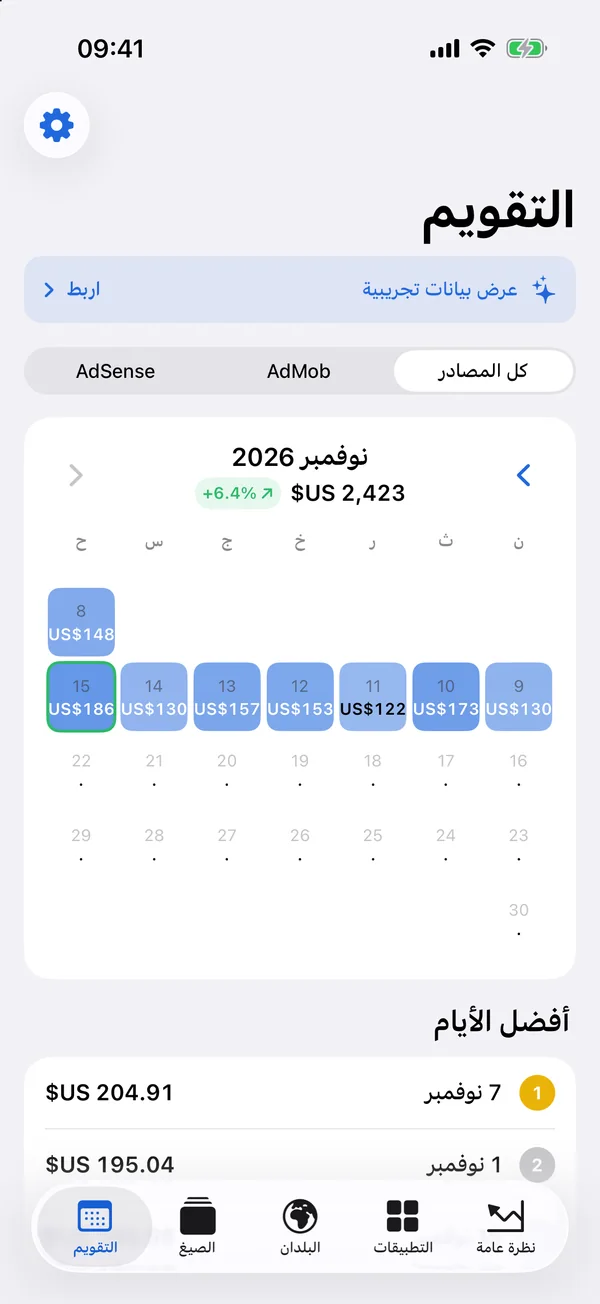 09:41
التقويم
عرض بيانات تجريبية
اربط
كل المصادر AdMob AdSense
نوفمبر 2026
$US 2,423 +6.4%
ن ث ر خ ج س ح
8
US$148
9 10 11 12 13 14 15
US$130 US$173 US$122 US$153 US$157 US$130 US$186
16 17 18 19 20 21 22
23 24 25 26 27 28 29
30
أفضل الأيام
1 7 نوفمبر $US 204.91
2 1 نوفمبر $US 195.04
نظرة عامة التطبيقات البلدان الصيغ التقويم